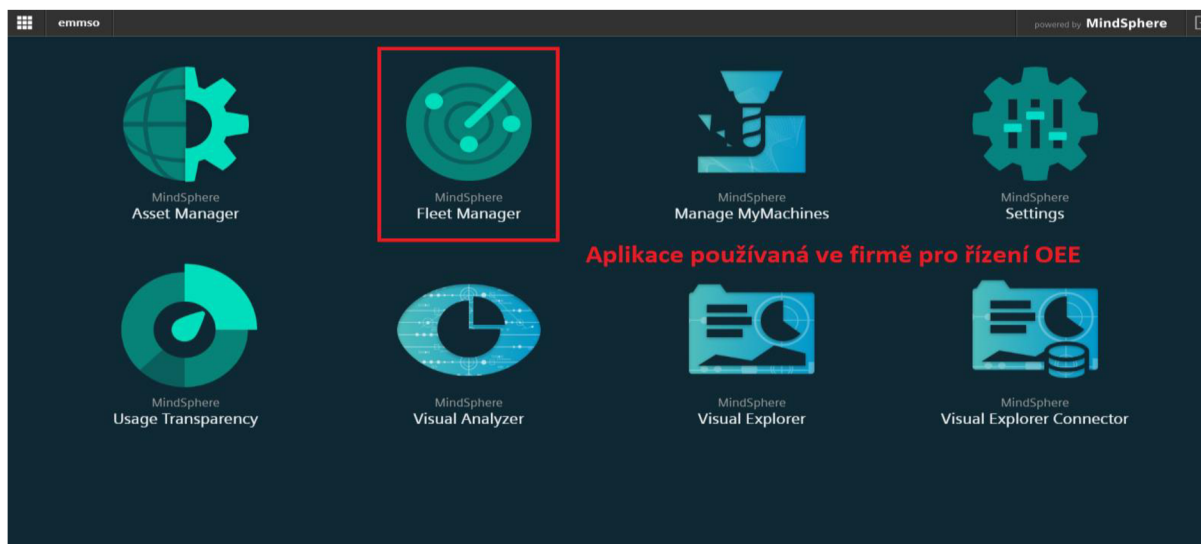 emmso
powered by MindSphere
MindSphere
Asset Manager
MindSphere
Fleet Manager
MindSphere
Manage MyMachines
MindSphere
Settings
Aplikace používaná ve firmě pro řízení OEE
MindSphere
Usage Transparency
MindSphere
Visual Analyzer
MindSphere
Visual Explorer
MindSphere
Visual Explorer Connector